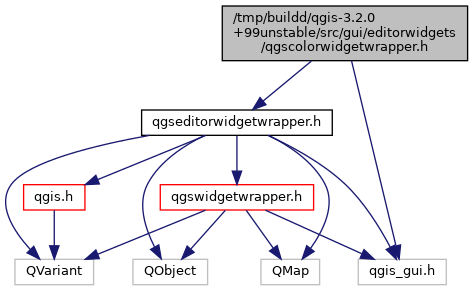 /tmp/buildd/qgis-3.2.0
+99unstable/src/gui/editorwidgets
/qgscolorwidgetwrapper.h
qgseditorwidgetwrapper.h
qgis.h
qgswidgetwrapper.h
QVariant
QObject
QMap
qgis_gui.h